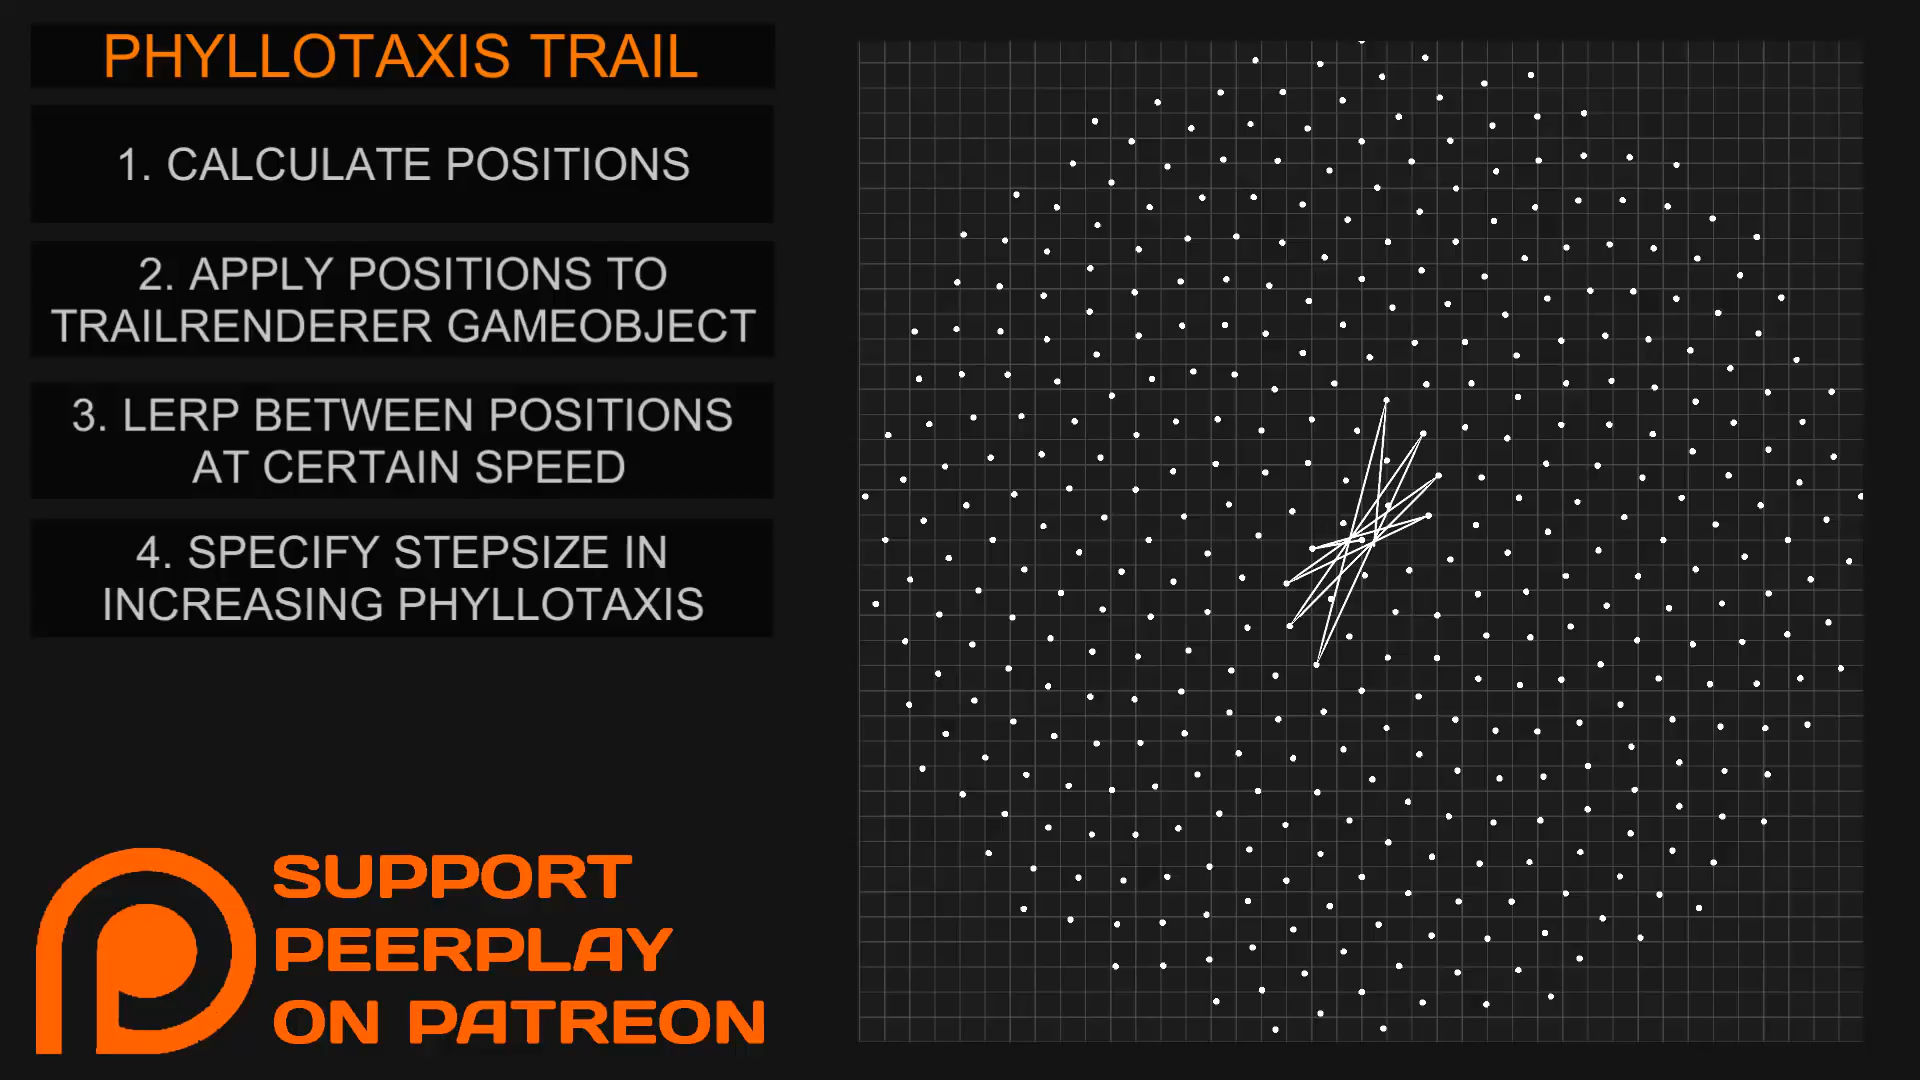 PHYLLOTAXIS TRAIL
1. CALCULATE POSITIONS
2. APPLY POSITIONS TO
TRAILRENDERER GAMEOBJECT
3. LERP BETWEEN POSITIONS
AT CERTAIN SPEED
4. SPECIFY STEPSIZE IN
INCREASING PHYLLOTAXIS
SUPPORT
PEERPLAY
ON PATREON